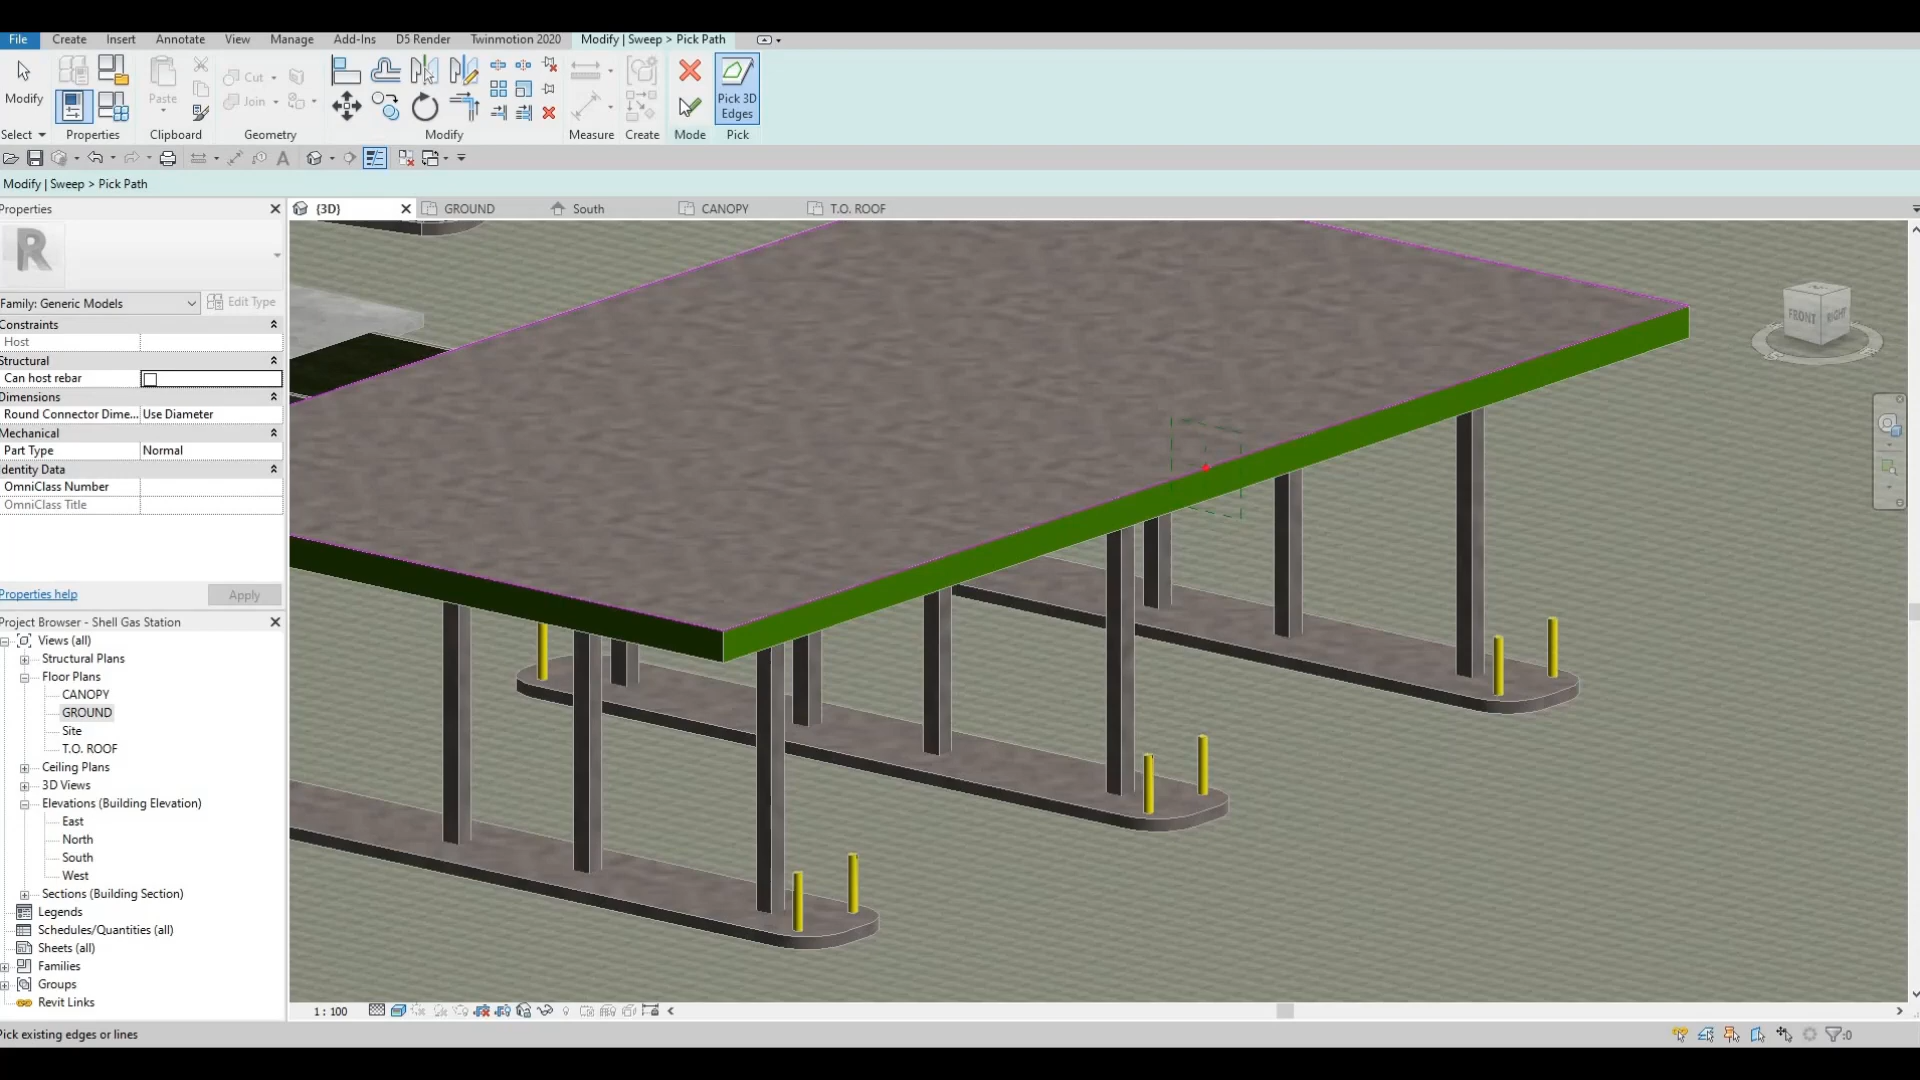 File Create Insert Annotate View Manage Add-Ins D5 Render Twinmotion 2020 Modify | Sweep > Pick Path
Cut
Join
Modify Paste Pick 3D
Edges
Select Properties Clipboard Geometry Modify Measure Create Mode Pick
Modify | Sweep > Pick Path
Properties {3D} GROUND South CANOPY T.O. ROOF
R
Family: Generic Models Edit Type
Constraints
Host
Structural
Can host rebar
Dimensions
Round Connector Dime... Use Diameter
Mechanical
Part Type Normal
Identity Data
OmniClass Number
OmniClass Title
Properties help Apply
Project Browser - Shell Gas Station
Views (all)
Structural Plans
Floor Plans
CANOPY
GROUND
Site
T.O. ROOF
Ceiling Plans
3D Views
Elevations (Building Elevation)
East
North
South
West
Sections (Building Section)
Legends
Schedules/Quantities (all)
Sheets (all)
Families
Groups
Revit Links
FRONT RIGHT
1 : 100
Pick existing edges or lines
:0